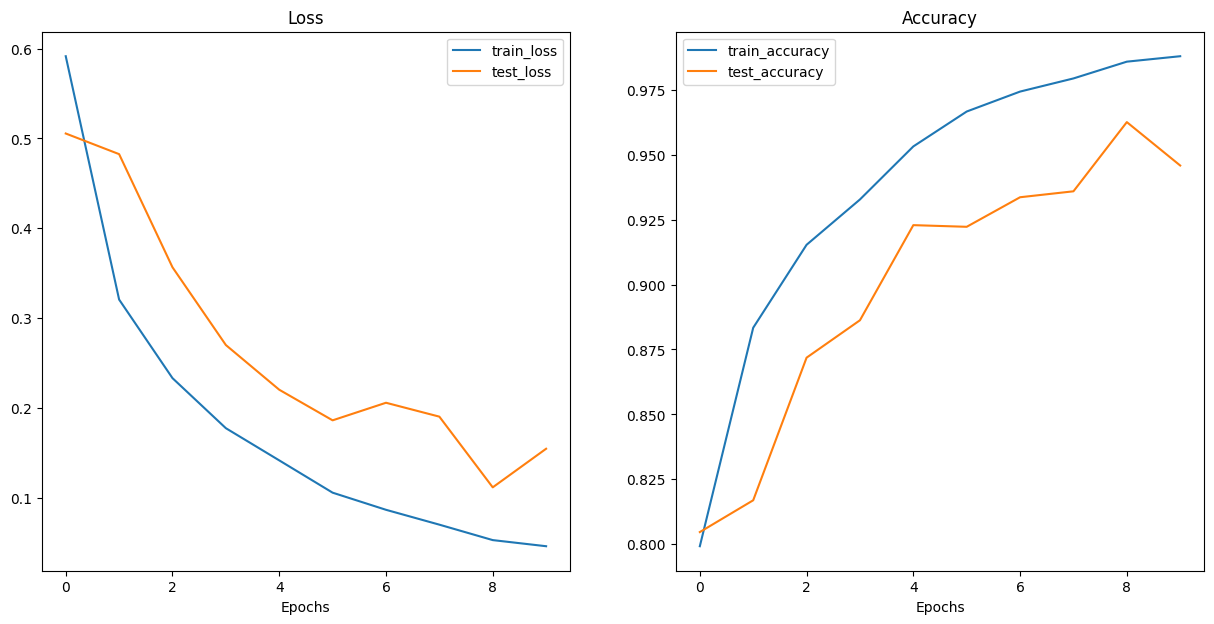 Loss
train_loss
test_loss
0.6
0.5
0.4
0.3
0.2
0.1
0 2 4 6 8
Epochs
Accuracy
train_accuracy
test_accuracy
0.975
0.950
0.925
0.900
0.875
0.850
0.825
0.800
0 2 4 6 8
Epochs